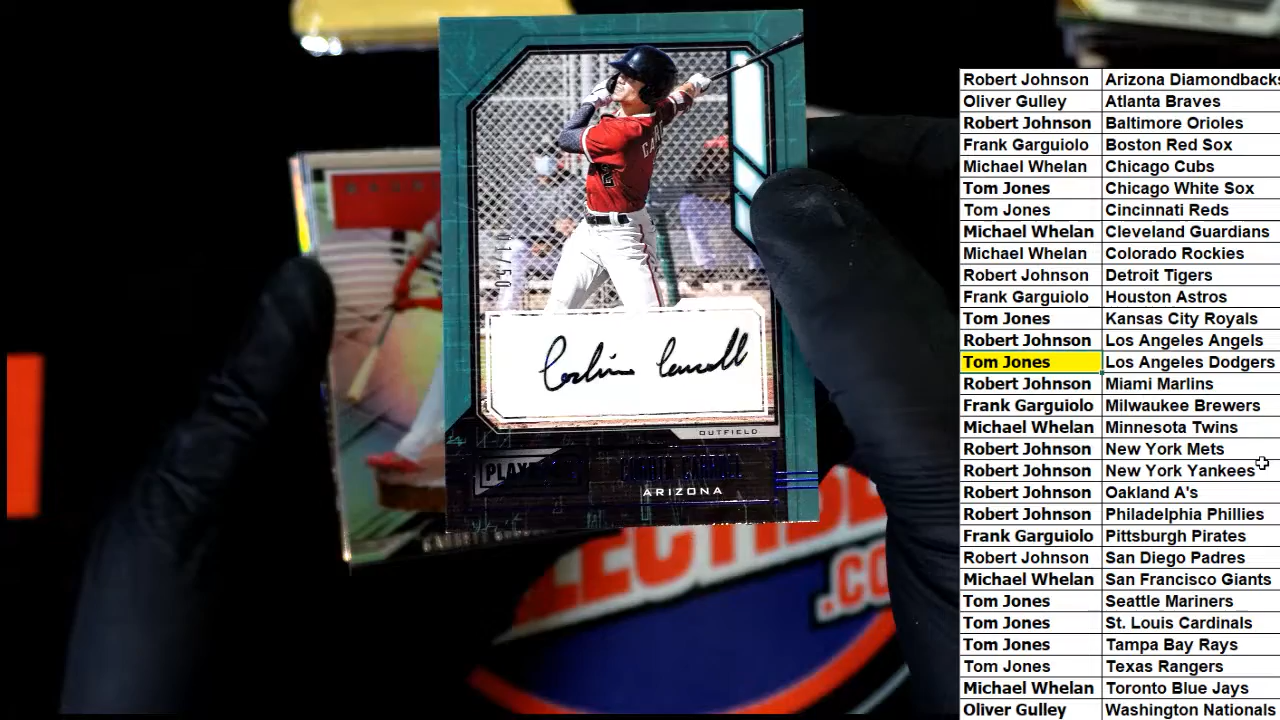 01/50
Corbin Carroll
OUTFIELD
ARIZONA
LECTIBLE
.CO
Robert Johnson Arizona Diamondbacks
Oliver Gulley Atlanta Braves
Robert Johnson Baltimore Orioles
Frank Garguiolo Boston Red Sox
Michael Whelan Chicago Cubs
Tom Jones Chicago White Sox
Tom Jones Cincinnati Reds
Michael Whelan Cleveland Guardians
Michael Whelan Colorado Rockies
Robert Johnson Detroit Tigers
Frank Garguiolo Houston Astros
Tom Jones Kansas City Royals
Robert Johnson Los Angeles Angels
Tom Jones Los Angeles Dodgers
Robert Johnson Miami Marlins
Frank Garguiolo Milwaukee Brewers
Michael Whelan Minnesota Twins
Robert Johnson New York Mets
Robert Johnson New York Yankees
Robert Johnson Oakland A's
Robert Johnson Philadelphia Phillies
Frank Garguiolo Pittsburgh Pirates
Robert Johnson San Diego Padres
Michael Whelan San Francisco Giants
Tom Jones Seattle Mariners
Tom Jones St. Louis Cardinals
Tom Jones Tampa Bay Rays
Tom Jones Texas Rangers
Michael Whelan Toronto Blue Jays
Oliver Gulley Washington Nationals